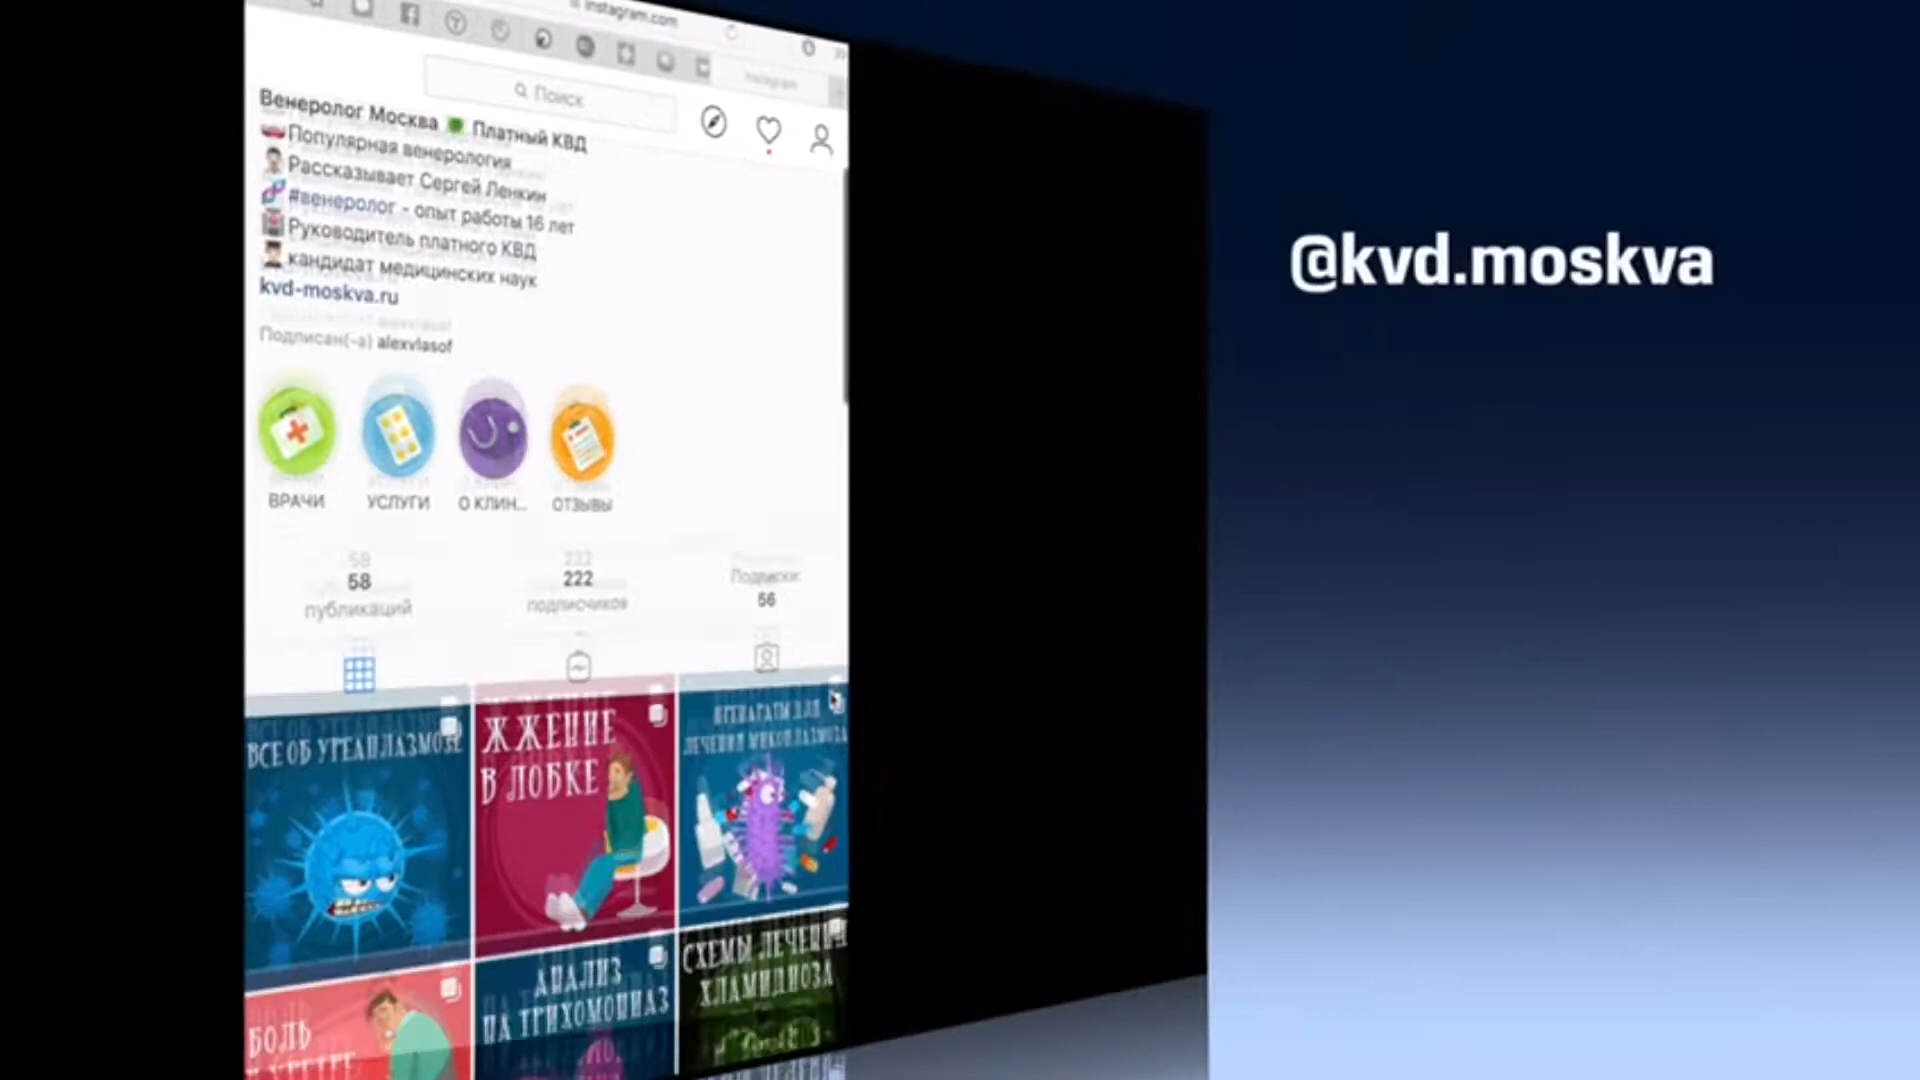 instagram.com
Instagram
Поиск
Венеролог Москва Платный КВД
Популярная венерология
Рассказывает Сергей Ленкин
#венеролог - опыт работы 16 лет
Руководитель платного КВД
кандидат медицинских наук
kvd-moskva.ru
Подписан(-а) alexvlasof
ВРАЧИ УСЛУГИ О КЛИН... ОТЗЫВЫ
58 222 Подписки:
публикаций подписчиков 56
@kvd.moskva
ВСЕ ОБ УРЕАПЛАЗМОЗЕ
ЖЖЕНИЕ
В ЛОБКЕ
ПРЕПАРАТЫ ДЛЯ
ЛЕЧЕНИЯ МИКОПЛАЗМОЗА
БОЛЬ
В УРЕТРЕ
АНАЛИЗ
НА ТРИХОМОНИАЗ
СХЕМЫ ЛЕЧЕНИЯ
ХЛАМИДИОЗА